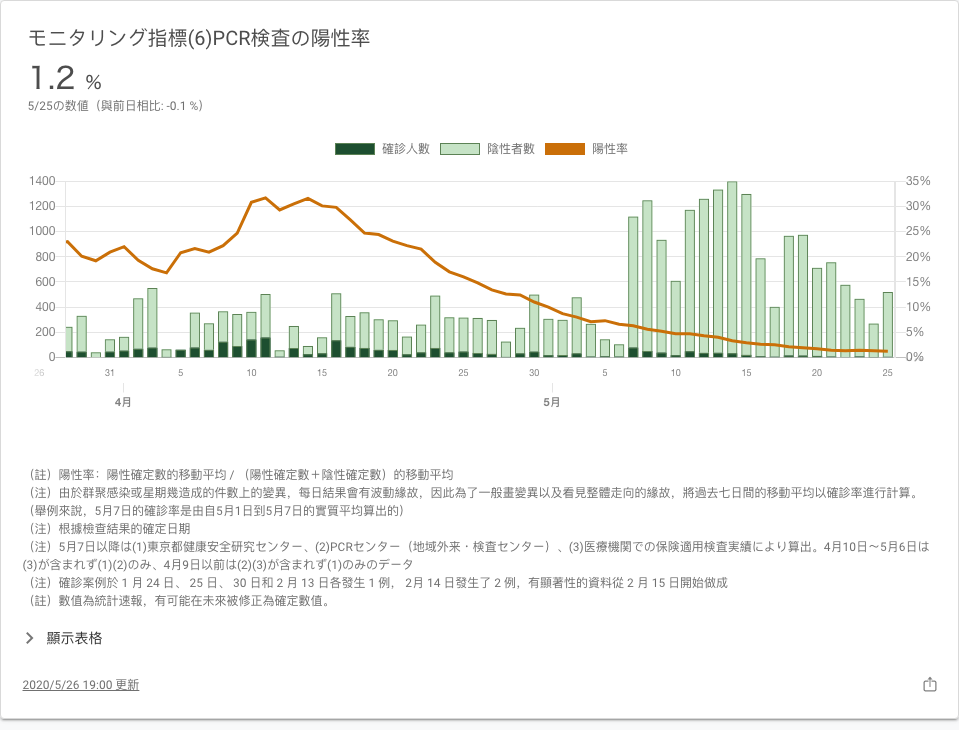 モニタリング指標(6)PCR検査の陽性率
1.2 %
5/25の数値（與前日相比: -0.1 %）
確診人數 陰性者數 陽性率
1400 35%
1200 30%
1000 25%
800 20%
600 15%
400 10%
200 5%
0 0%
26 31 5 10 15 20 25 30 5 10 15 20 25
4月 5月
（註）陽性率：陽性確定數的移動平均 / （陽性確定數＋陰性確定數）的移動平均
（注）由於群聚感染或星期幾造成的件數上的變異，每日結果會有波動緣故，因此為了一般畫變異以及看見整體走向的緣故，將過去七日間的移動平均以確診率進行計算。
（舉例來說，5月7日的確診率是由自5月1日到5月7日的實質平均算出的）
（注）根據檢查結果的確定日期
（注）5月7日以降は(1)東京都健康安全研究センター、(2)PCRセンター（地域外来・検査センター）、(3)医療機関での保険適用検査実績により算出。4月10日〜5月6日は
(3)が含まれず(1)(2)のみ、4月9日以前は(2)(3)が含まれず(1)のみのデータ
（注）確診案例於 1 月 24 日、 25 日、 30 日和 2 月 13 日各發生 1 例， 2月 14 日發生了 2 例，有顯著性的資料從 2 月 15 日開始做成
（註）數值為統計速報，有可能在未來被修正為確定數值。
顯示表格
2020/5/26 19:00 更新